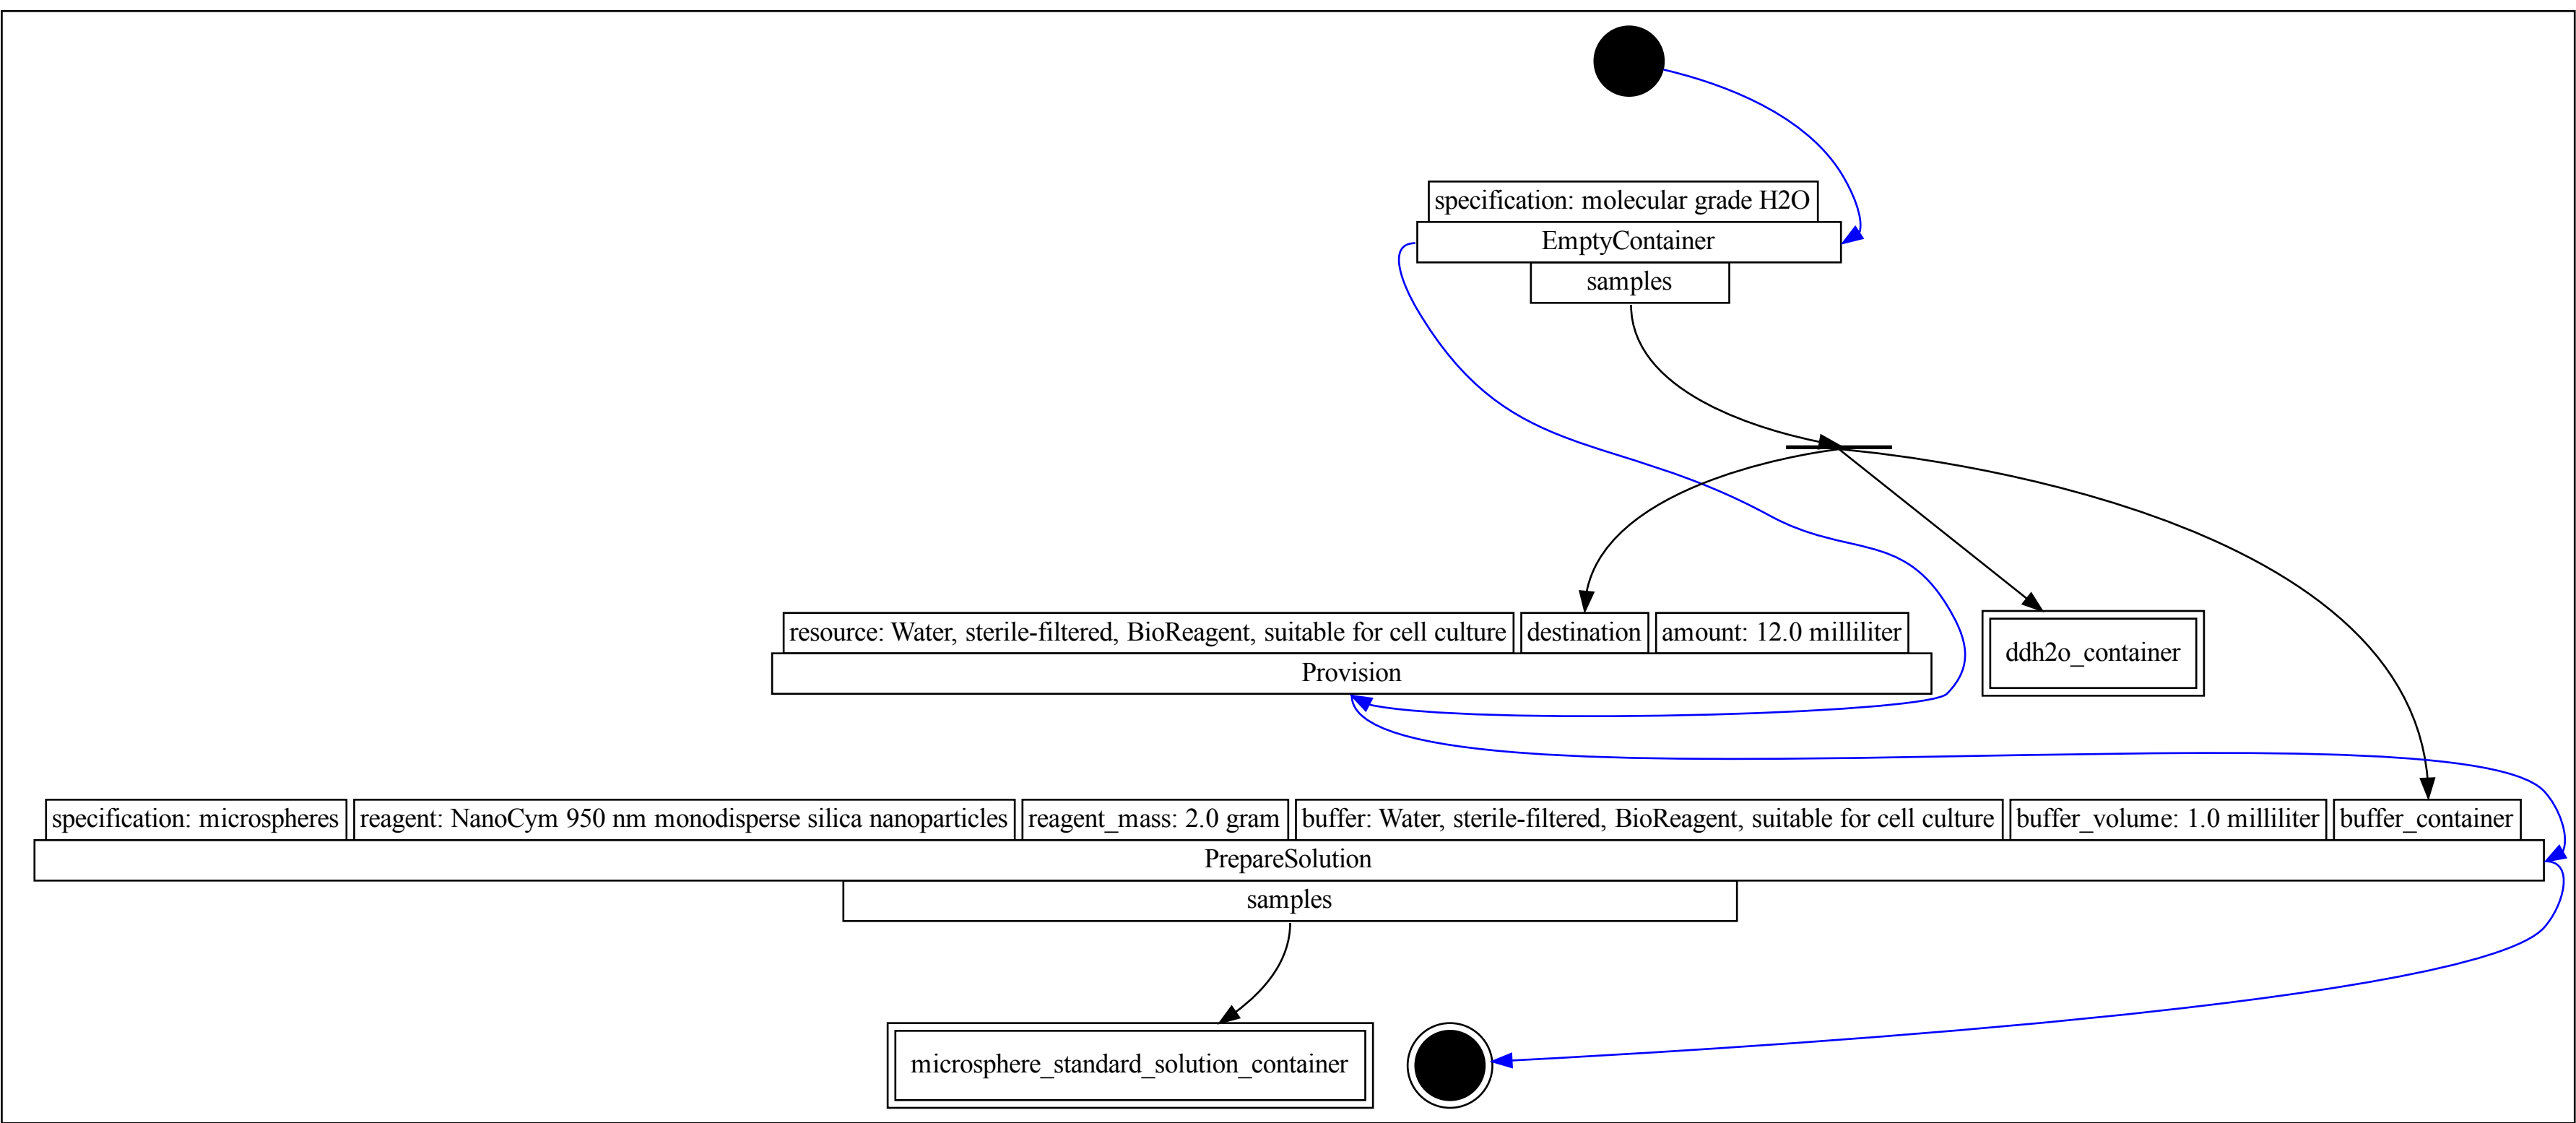 specification: molecular grade H2O
EmptyContainer
samples
resource: Water, sterile-filtered, BioReagent, suitable for cell culture
destination
amount: 12.0 milliliter
Provision
ddh2o_container
specification: microspheres
reagent: NanoCym 950 nm monodisperse silica nanoparticles
reagent_mass: 2.0 gram
buffer: Water, sterile-filtered, BioReagent, suitable for cell culture
buffer_volume: 1.0 milliliter
buffer_container
PrepareSolution
samples
microsphere_standard_solution_container